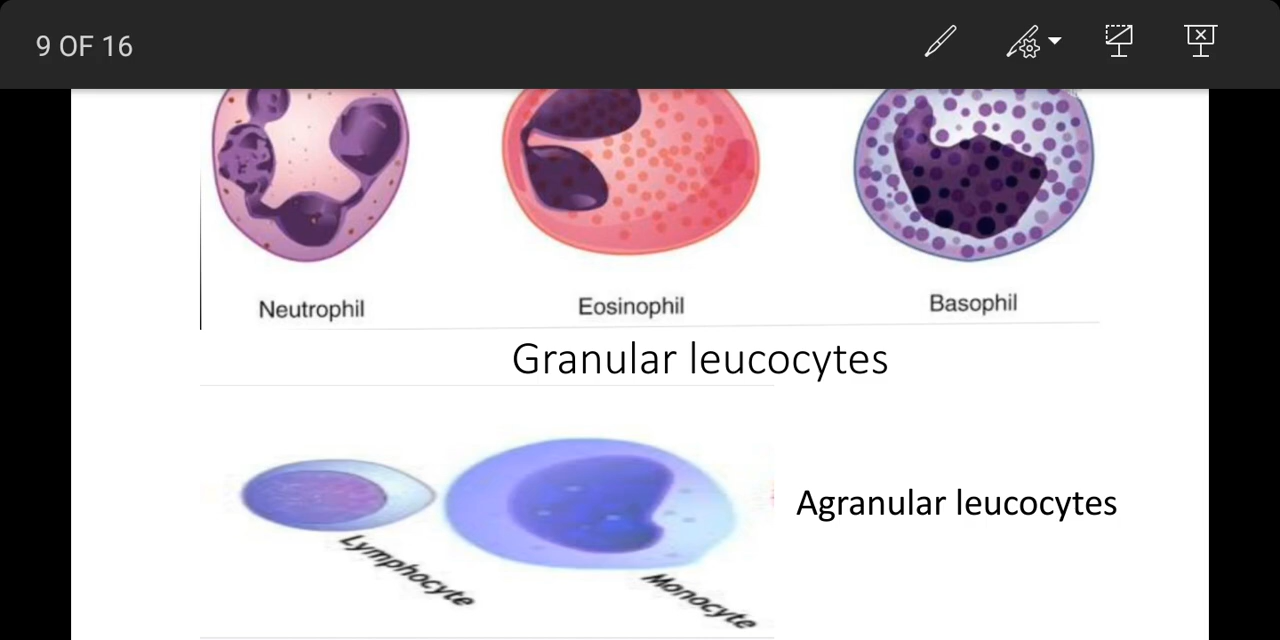 9 OF 16
Neutrophil
Eosinophil
Basophil
Granular leucocytes
Agranular leucocytes
Lymphocyte
Monocyte